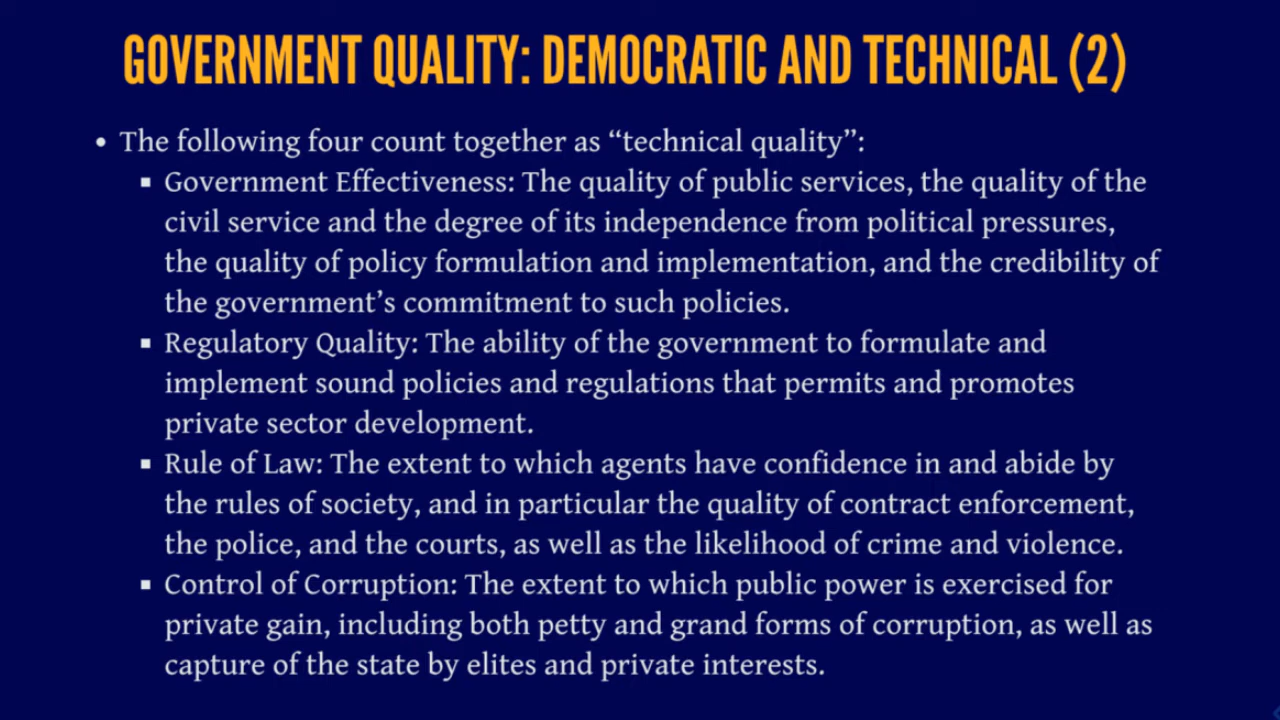 GOVERNMENT QUALITY: DEMOCRATIC AND TECHNICAL (2)
• The following four count together as “technical quality”:
▪ Government Effectiveness: The quality of public services, the quality of the
civil service and the degree of its independence from political pressures,
the quality of policy formulation and implementation, and the credibility of
the government’s commitment to such policies.
▪ Regulatory Quality: The ability of the government to formulate and
implement sound policies and regulations that permits and promotes
private sector development.
▪ Rule of Law: The extent to which agents have confidence in and abide by
the rules of society, and in particular the quality of contract enforcement,
the police, and the courts, as well as the likelihood of crime and violence.
▪ Control of Corruption: The extent to which public power is exercised for
private gain, including both petty and grand forms of corruption, as well as
capture of the state by elites and private interests.